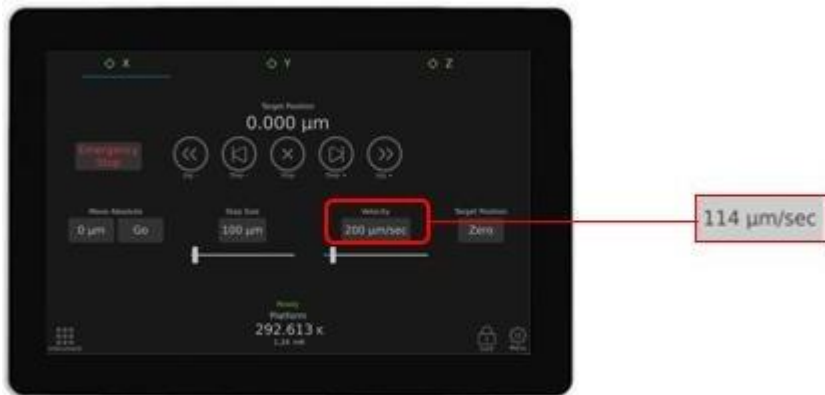 X
Y
Z
Target Position
0.000 µm
Emergency
Stop
Move Absolute
Step Size
Velocity
Target Position
0 µm
Go
100 µm
200 µm/sec
Zero
114 µm/sec
Ready
Platform
292.613 K